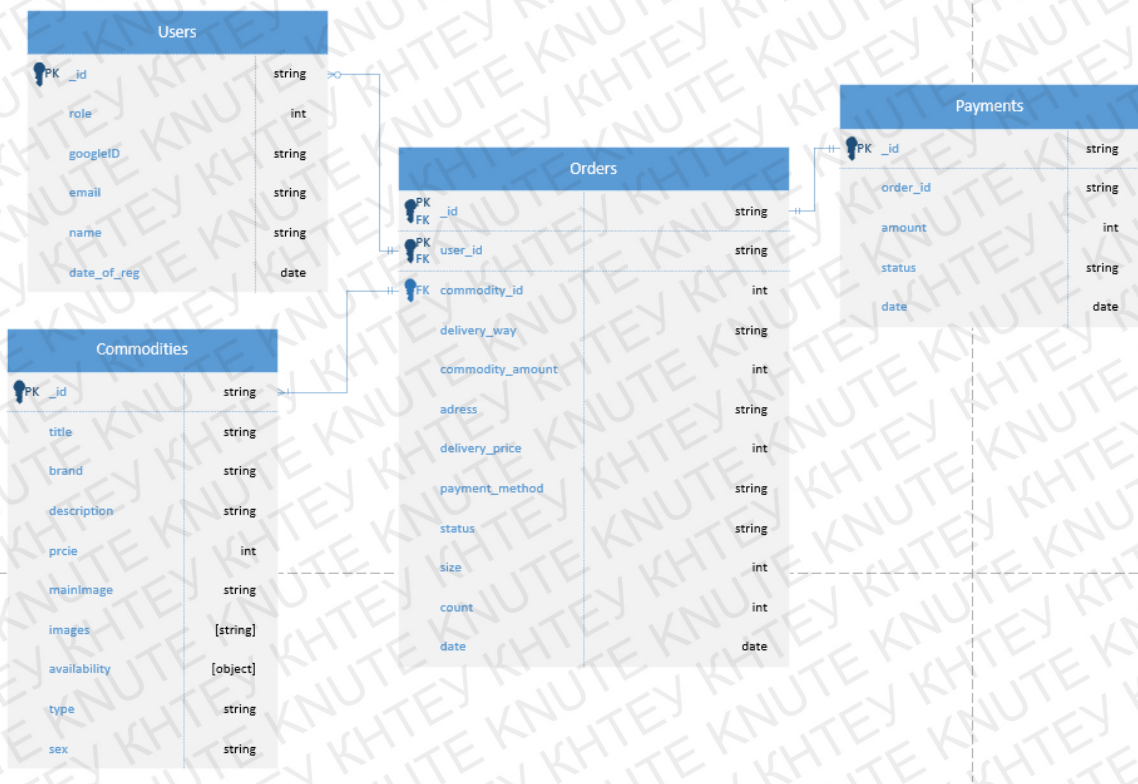 Users
PK _id string
role int
googleID string
email string
name string
date_of_reg date
Commodities
PK _id string
title string
brand string
description string
prcie int
mainImage string
images [string]
availability [object]
type string
sex string
Orders
PK
FK _id string
PK
FK user_id string
FK commodity_id int
delivery_way string
commodity_amount int
adress string
delivery_price int
payment_method string
status string
size int
count int
date date
Payments
PK _id string
order_id string
amount int
status string
date date
KHTEY KNUTE KHTEY KNUTE